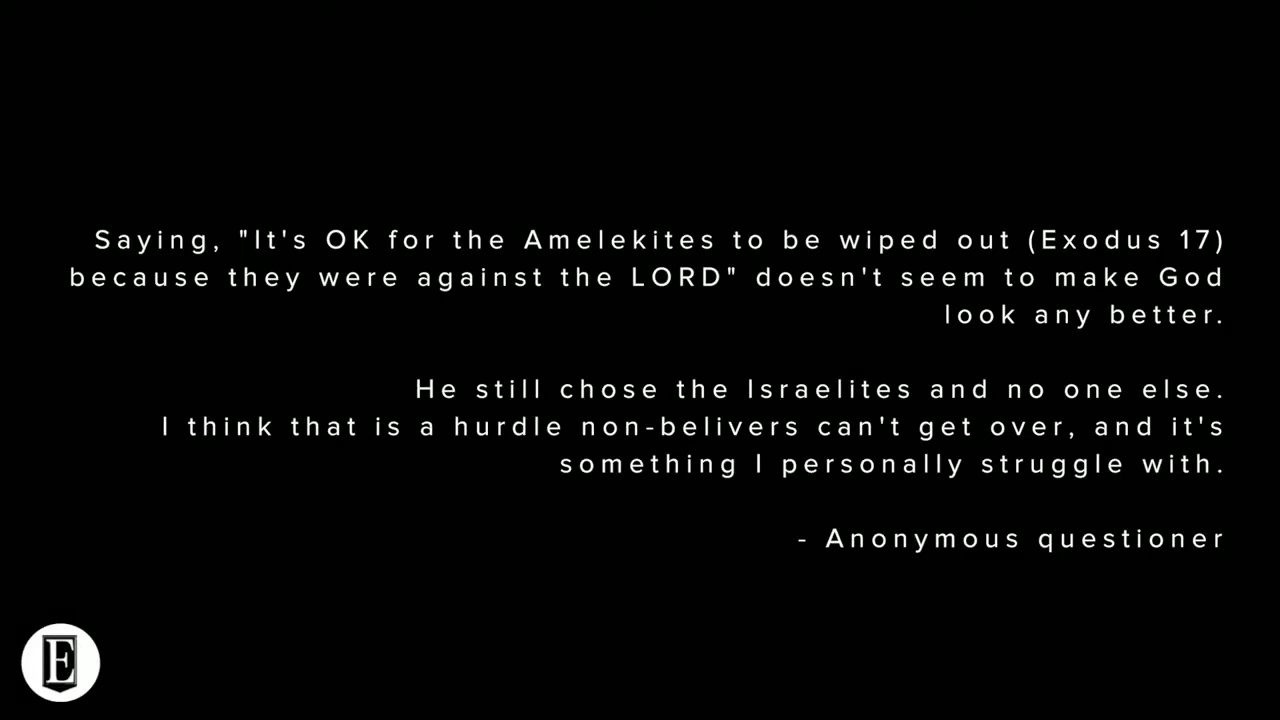 Saying, "It's OK for the Amelekites to be wiped out (Exodus 17)
because they were against the LORD" doesn't seem to make God
look any better.
He still chose the Israelites and no one else.
I think that is a hurdle non-belivers can't get over, and it's
something I personally struggle with.
- Anonymous questioner
E